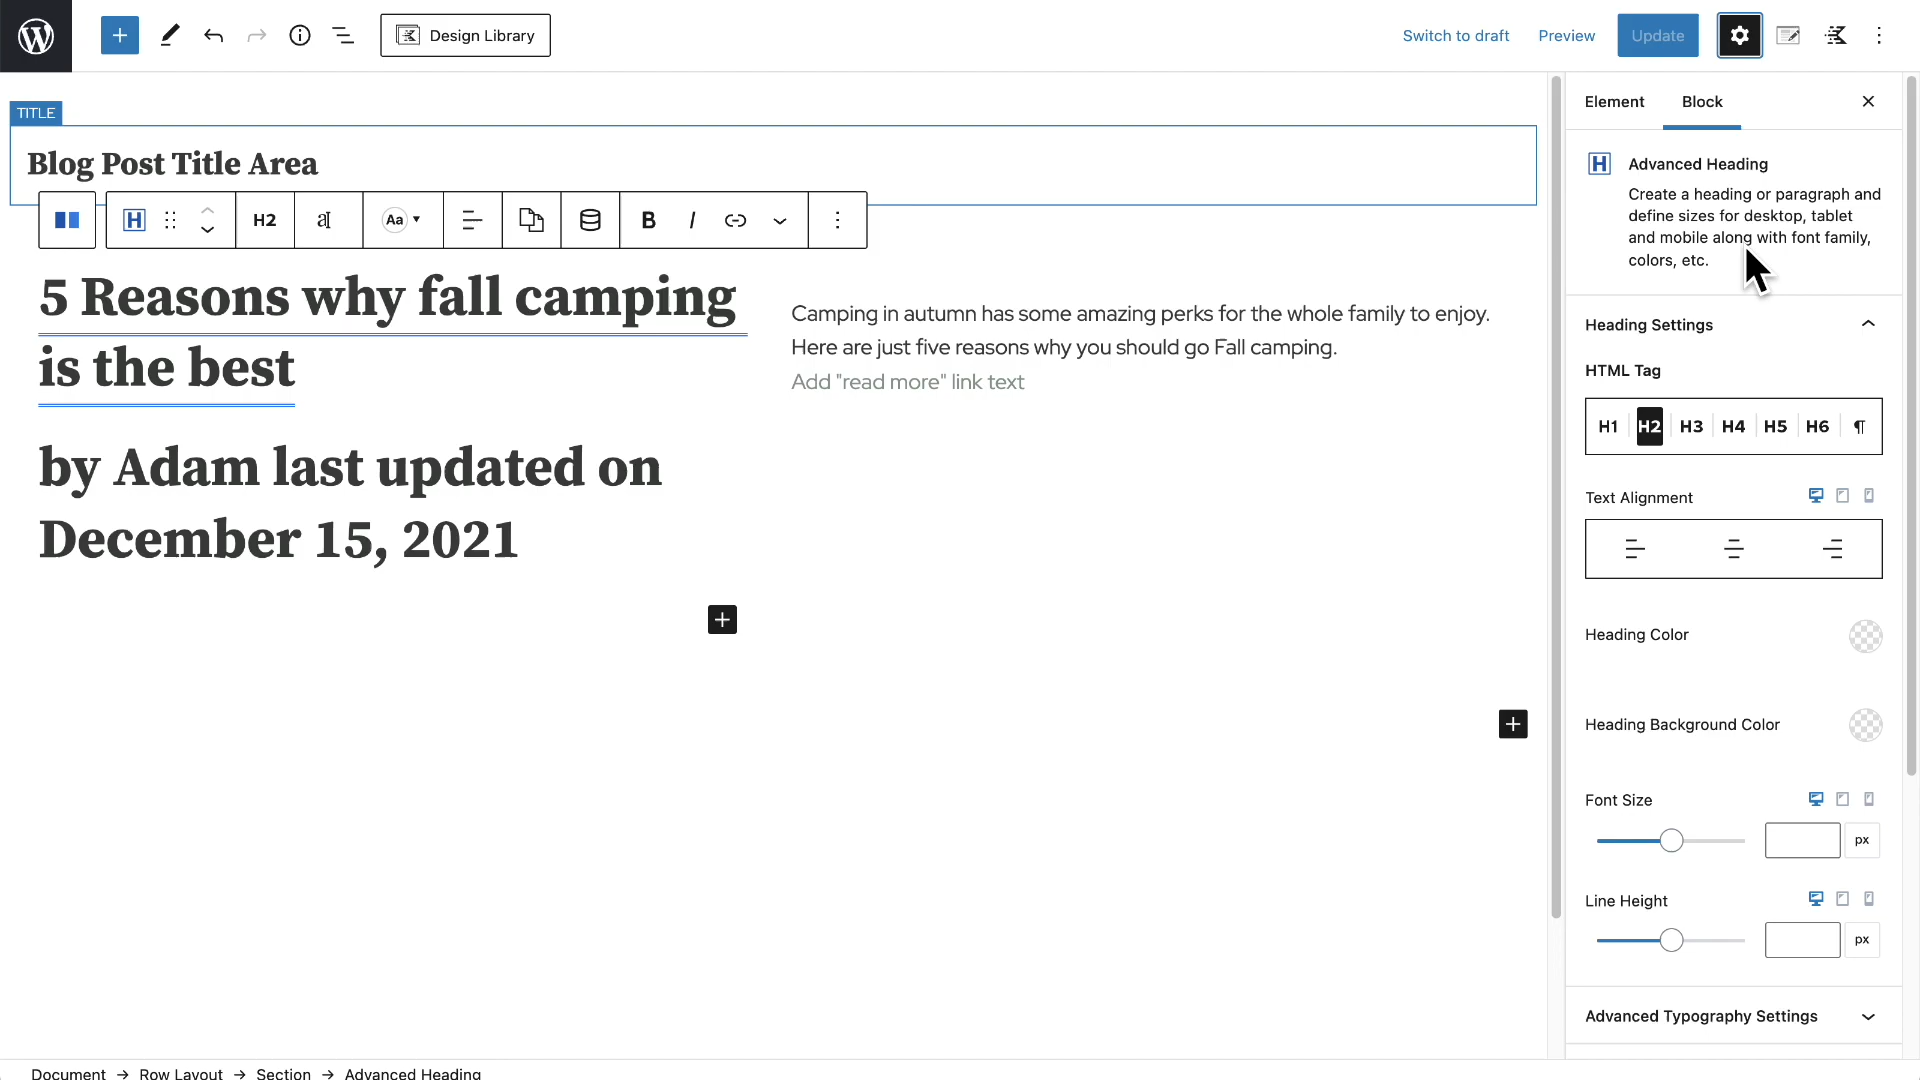 Design Library
Switch to draft
Preview
Update
TITLE
Blog Post Title Area
H
H2
Aa
B
I
5 Reasons why fall camping
is the best
by Adam last updated on
December 15, 2021
Camping in autumn has some amazing perks for the whole family to enjoy.
Here are just five reasons why you should go Fall camping.
Add "read more" link text
Element
Block
H
Advanced Heading
Create a heading or paragraph and
define sizes for desktop, tablet
and mobile along with font family,
colors, etc.
Heading Settings
HTML Tag
H1 H2 H3 H4 H5 H6 ¶
Text Alignment
Heading Color
Heading Background Color
Font Size
px
Line Height
px
Advanced Typography Settings
Document → Row Layout → Section → Advanced Heading